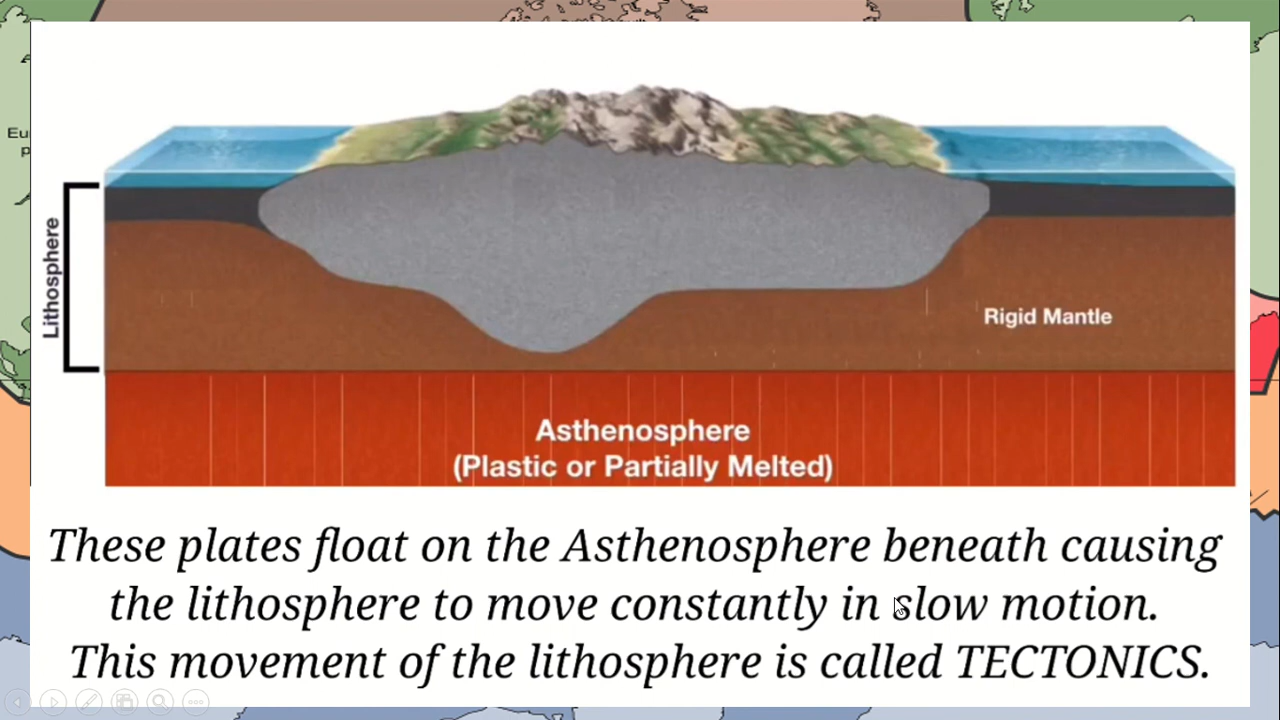 Eu
p
Lithosphere
Rigid Mantle
Asthenosphere
(Plastic or Partially Melted)
These plates float on the Asthenosphere beneath causing
the lithosphere to move constantly in slow motion.
This movement of the lithosphere is called TECTONICS.